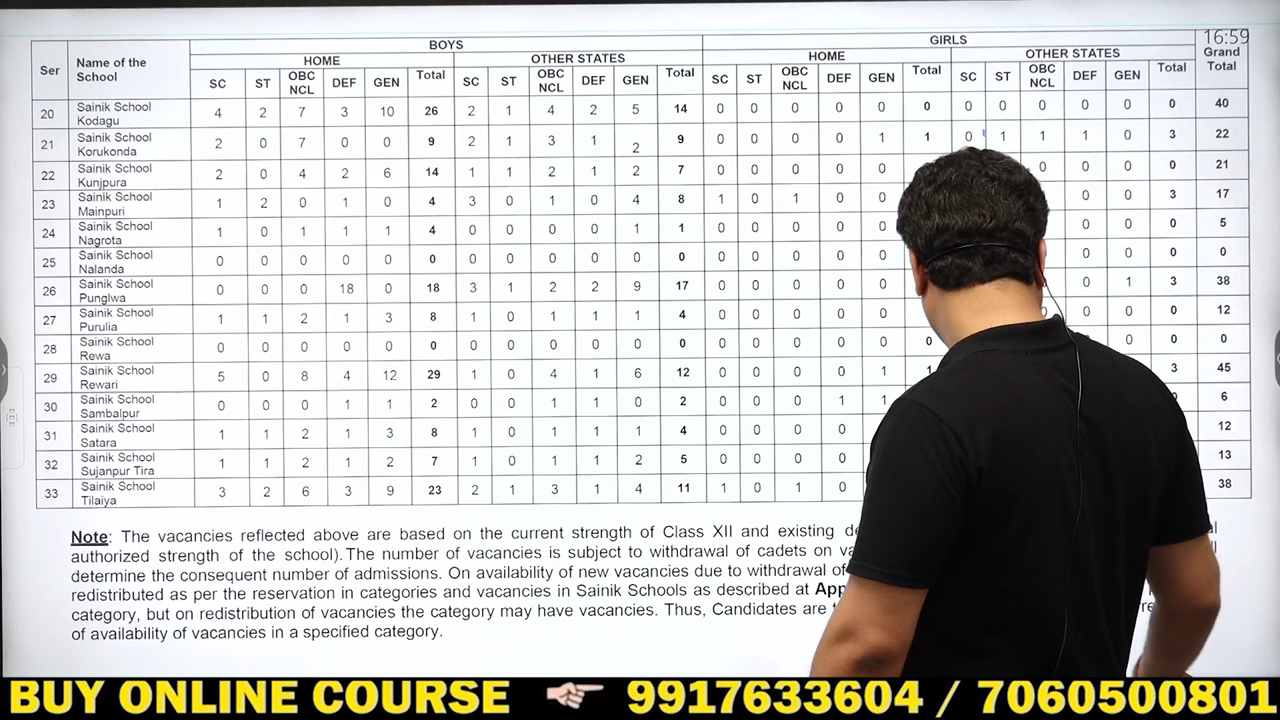 16:59
BOYS GIRLS
Ser Name of the School HOME OTHER STATES HOME OTHER STATES Grand Total
SC ST OBC NCL DEF GEN Total SC ST OBC NCL DEF GEN Total SC ST OBC NCL DEF GEN Total SC ST OBC NCL DEF GEN Total
20 Sainik School Kodagu 4 2 7 3 10 26 2 1 4 2 5 14 0 0 0 0 0 0 0 0 0 0 0 0 40
21 Sainik School Korukonda 2 0 7 0 0 9 2 1 3 1 2 9 0 0 0 0 1 1 0 1 1 1 0 3 22
22 Sainik School Kunjpura 2 0 4 2 6 14 1 1 2 1 2 7 0 0 0 0 0 0 0 0 0 21
23 Sainik School Mainpuri 1 2 0 1 0 4 3 0 1 0 4 8 1 0 1 0 0 0 0 3 17
24 Sainik School Nagrota 1 0 1 1 1 4 0 0 0 0 1 1 0 0 0 0 0 0 0 0 5
25 Sainik School Nalanda 0 0 0 0 0 0 0 0 0 0 0 0 0 0 0 0 0 0 0 0 0
26 Sainik School Punglwa 0 0 0 18 0 18 3 1 2 2 9 17 0 0 0 0 0 0 1 3 38
27 Sainik School Purulia 1 1 2 1 3 8 1 0 1 1 1 4 0 0 0 0 0 0 0 0 0 12
28 Sainik School Rewa 0 0 0 0 0 0 0 0 0 0 0 0 0 0 0 0 0 0 0 0 0
29 Sainik School Rewari 5 0 8 4 12 29 1 0 4 1 6 12 0 0 0 0 1 1 3 45
30 Sainik School Sambalpur 0 0 0 1 1 2 0 0 1 1 0 2 0 0 0 1 1 6
31 Sainik School Satara 1 1 2 1 3 8 1 0 1 1 1 4 0 0 0 0 12
32 Sainik School Sujanpur Tira 1 1 2 1 2 7 1 0 1 1 2 5 0 0 0 0 13
33 Sainik School Tilaiya 3 2 6 3 9 23 2 1 3 1 4 11 1 0 1 0 38
Note: The vacancies reflected above are based on the current strength of Class XII and existing
authorized strength of the school). The number of vacancies is subject to withdrawal of cadets on
determine the consequent number of admissions. On availability of new vacancies due to withdrawal of
redistributed as per the reservation in categories and vacancies in Sainik Schools as described at
category, but on redistribution of vacancies the category may have vacancies. Thus, Candidates are
of availability of vacancies in a specified category.
BUY ONLINE COURSE 9917633604 / 7060500801